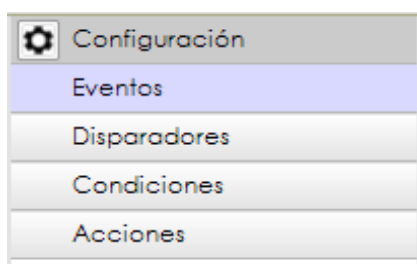 Configuración
Eventos
Disparadores
Condiciones
Acciones